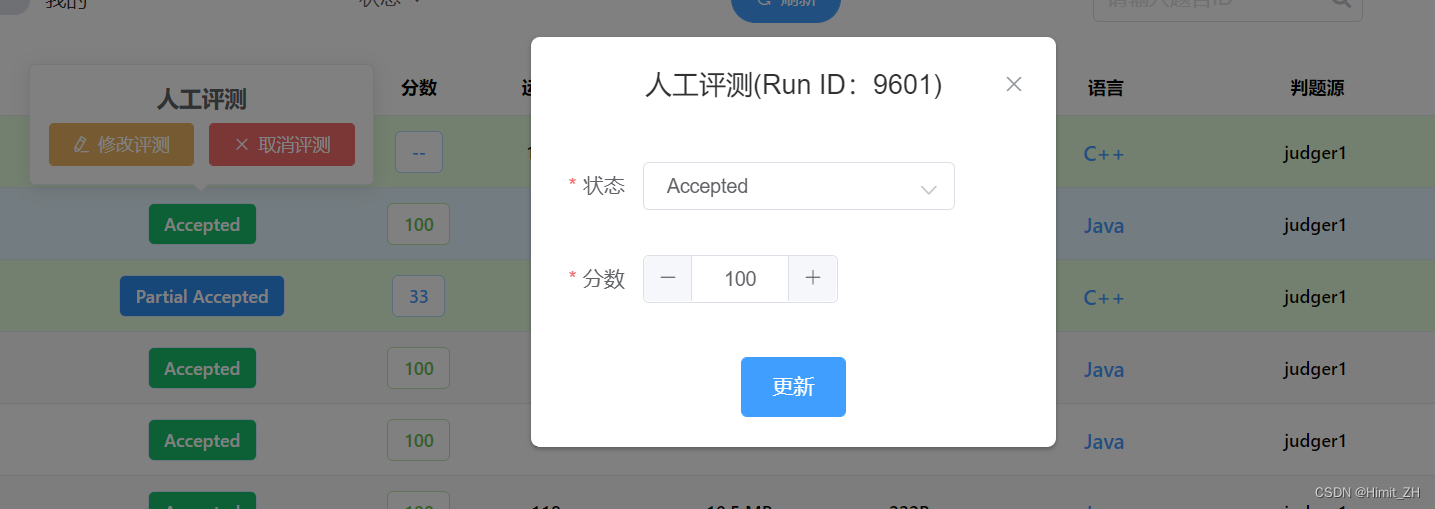 我的
状态
刷新
请输入题目ID
人工评测
修改评测
取消评测
分数
语言
判题源
--
C++
judger1
Accepted
100
Java
judger1
Partial Accepted
33
C++
judger1
Accepted
100
Java
judger1
Accepted
100
Java
judger1
Accepted
100
人工评测(Run ID：9601)
* 状态
Accepted
* 分数
100
更新
CSDN @Himit_ZH